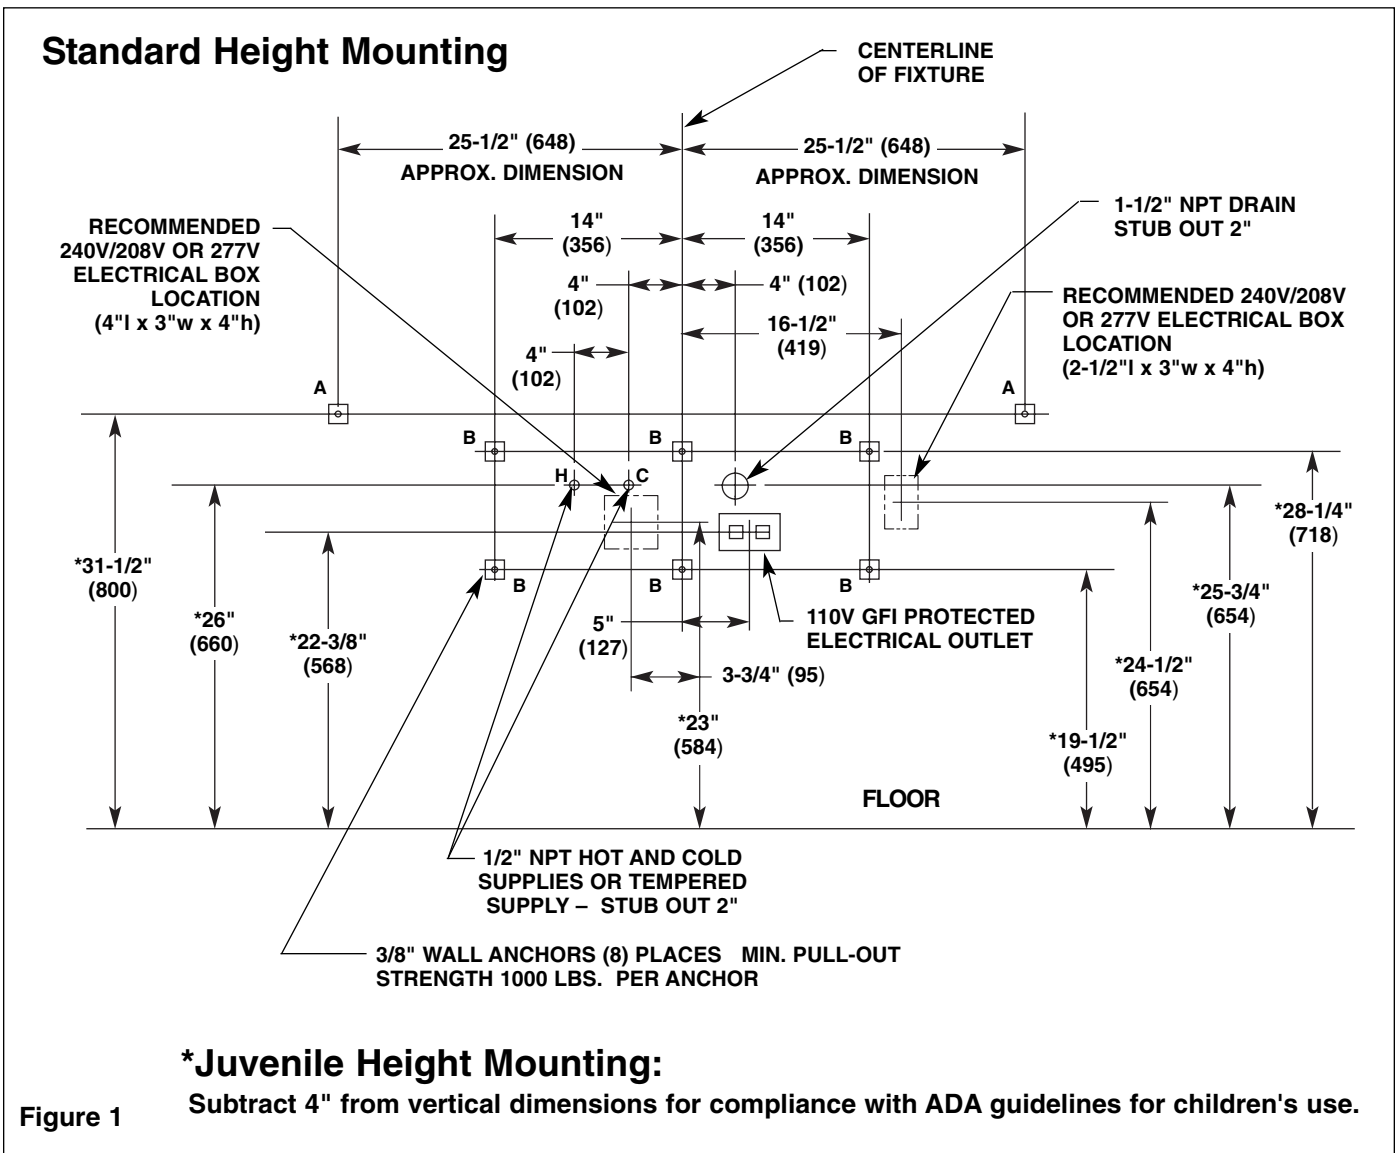 Standard Height Mounting
CENTERLINE
OF FIXTURE
25-1/2" (648)
APPROX. DIMENSION
25-1/2" (648)
APPROX. DIMENSION
RECOMMENDED
240V/208V OR 277V
ELECTRICAL BOX
LOCATION
(4"l x 3"w x 4"h)
14"
(356)
14"
(356)
1-1/2" NPT DRAIN
STUB OUT 2"
4"
(102)
4" (102)
RECOMMENDED 240V/208V
OR 277V ELECTRICAL BOX
LOCATION
(2-1/2"l x 3"w x 4"h)
16-1/2"
(419)
4"
(102)
A
A
B
B
B
H
C
*28-1/4"
(718)
*31-1/2"
(800)
B
B
B
*25-3/4"
(654)
*26"
(660)
*22-3/8"
(568)
5"
(127)
110V GFI PROTECTED
ELECTRICAL OUTLET
3-3/4" (95)
*24-1/2"
(654)
*23"
(584)
*19-1/2"
(495)
FLOOR
1/2" NPT HOT AND COLD
SUPPLIES OR TEMPERED
SUPPLY – STUB OUT 2"
3/8" WALL ANCHORS (8) PLACES MIN. PULL-OUT
STRENGTH 1000 LBS. PER ANCHOR
*Juvenile Height Mounting:
Subtract 4" from vertical dimensions for compliance with ADA guidelines for children's use.
Figure 1